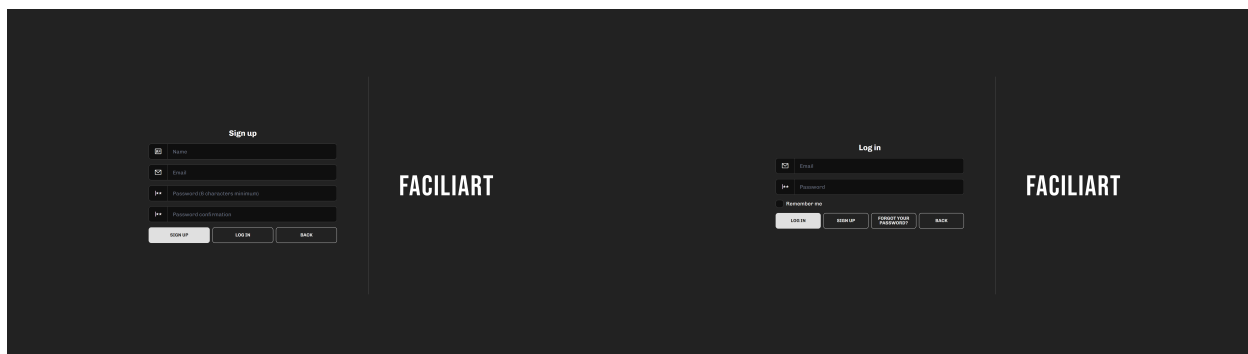 Sign up
Name
Email
Password (6 characters minimum)
Password confirmation
SIGN UP
LOG IN
BACK
FACILIART
Log in
Email
Password
Remember me
LOG IN
SIGN UP
FORGOT YOUR
PASSWORD?
BACK
FACILIART